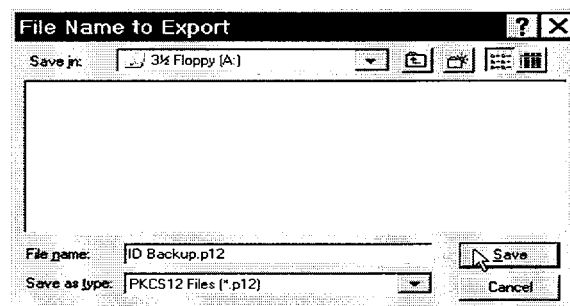 File Name to Export ? X
Save in: 3½ Floppy (A:)
File name: ID Backup.p12 Save
Save as type: PKCS12 Files (*.p12) Cancel